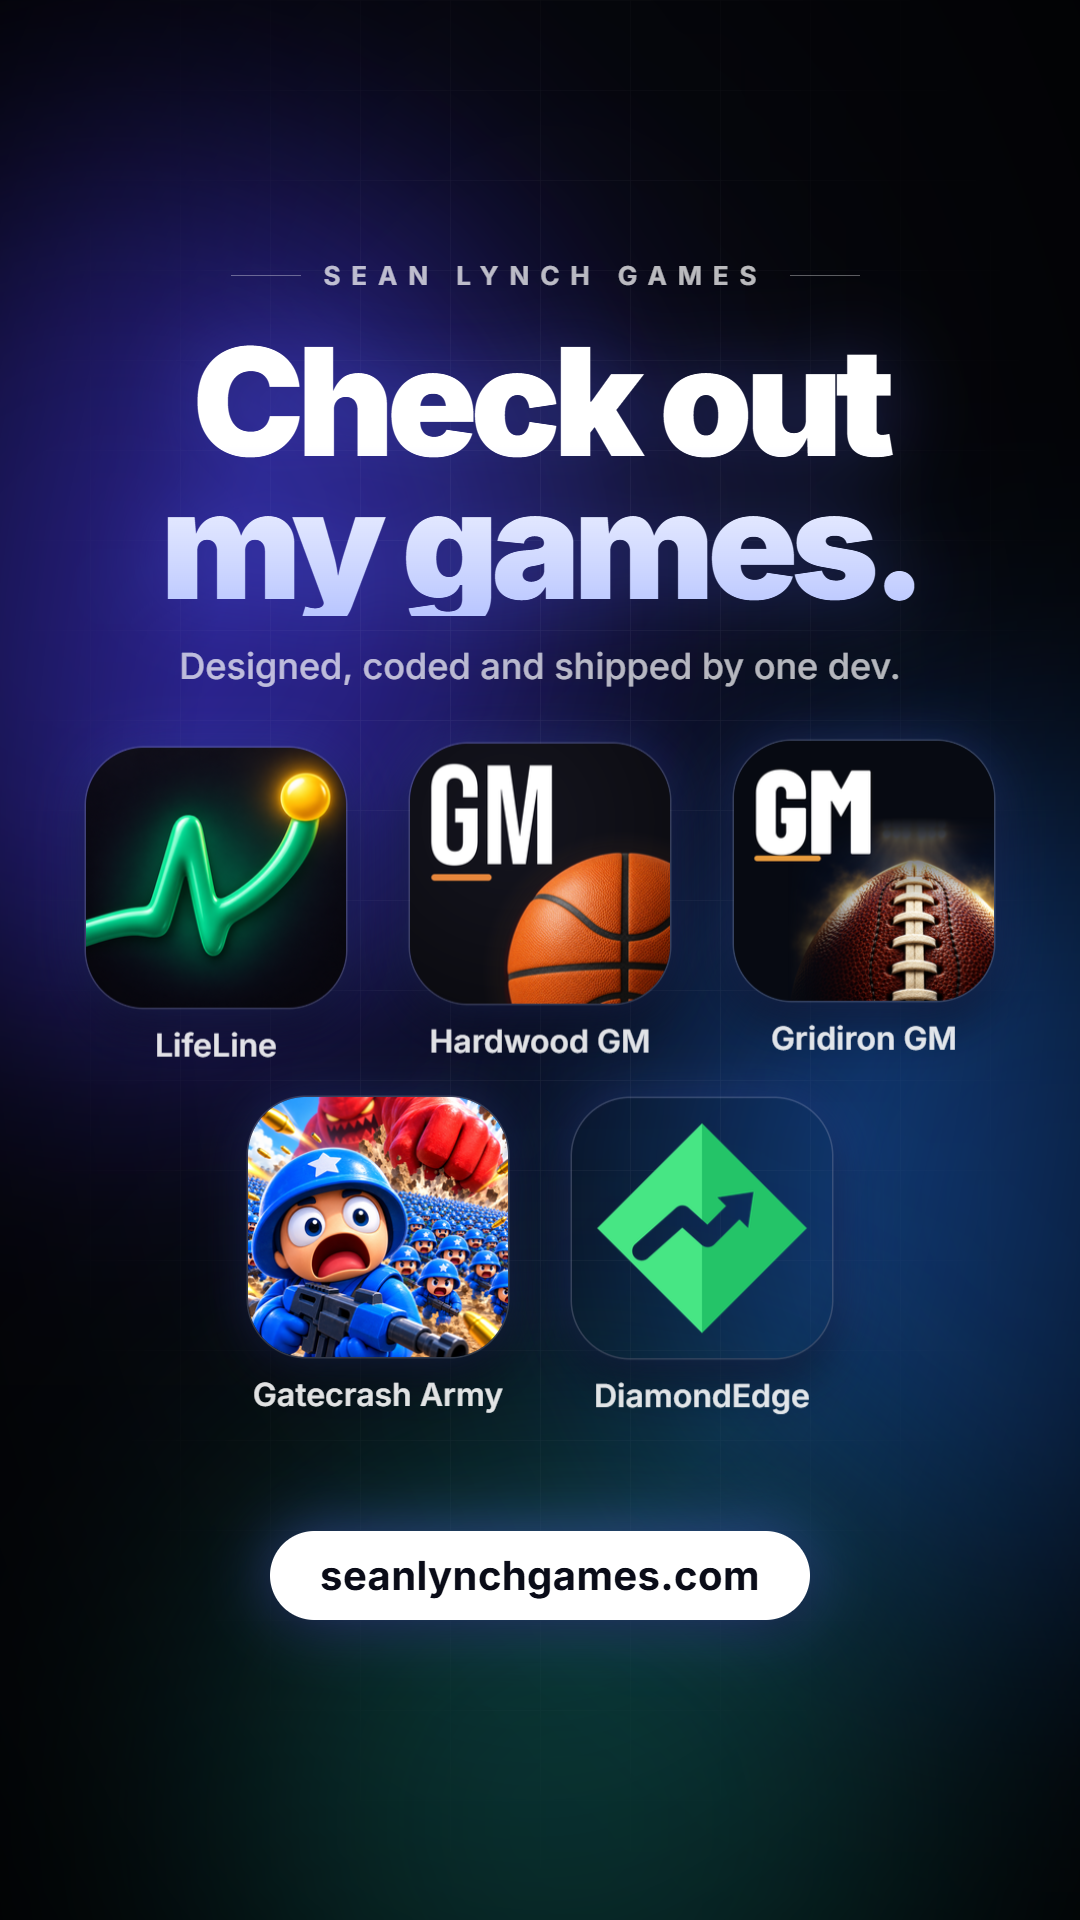 SEAN LYNCH GAMES
Check out
my games.
Designed, coded and shipped by one dev.
GM
GM
LifeLine
Hardwood GM
Gridiron GM
Gatecrash Army
DiamondEdge
seanlynchgames.com